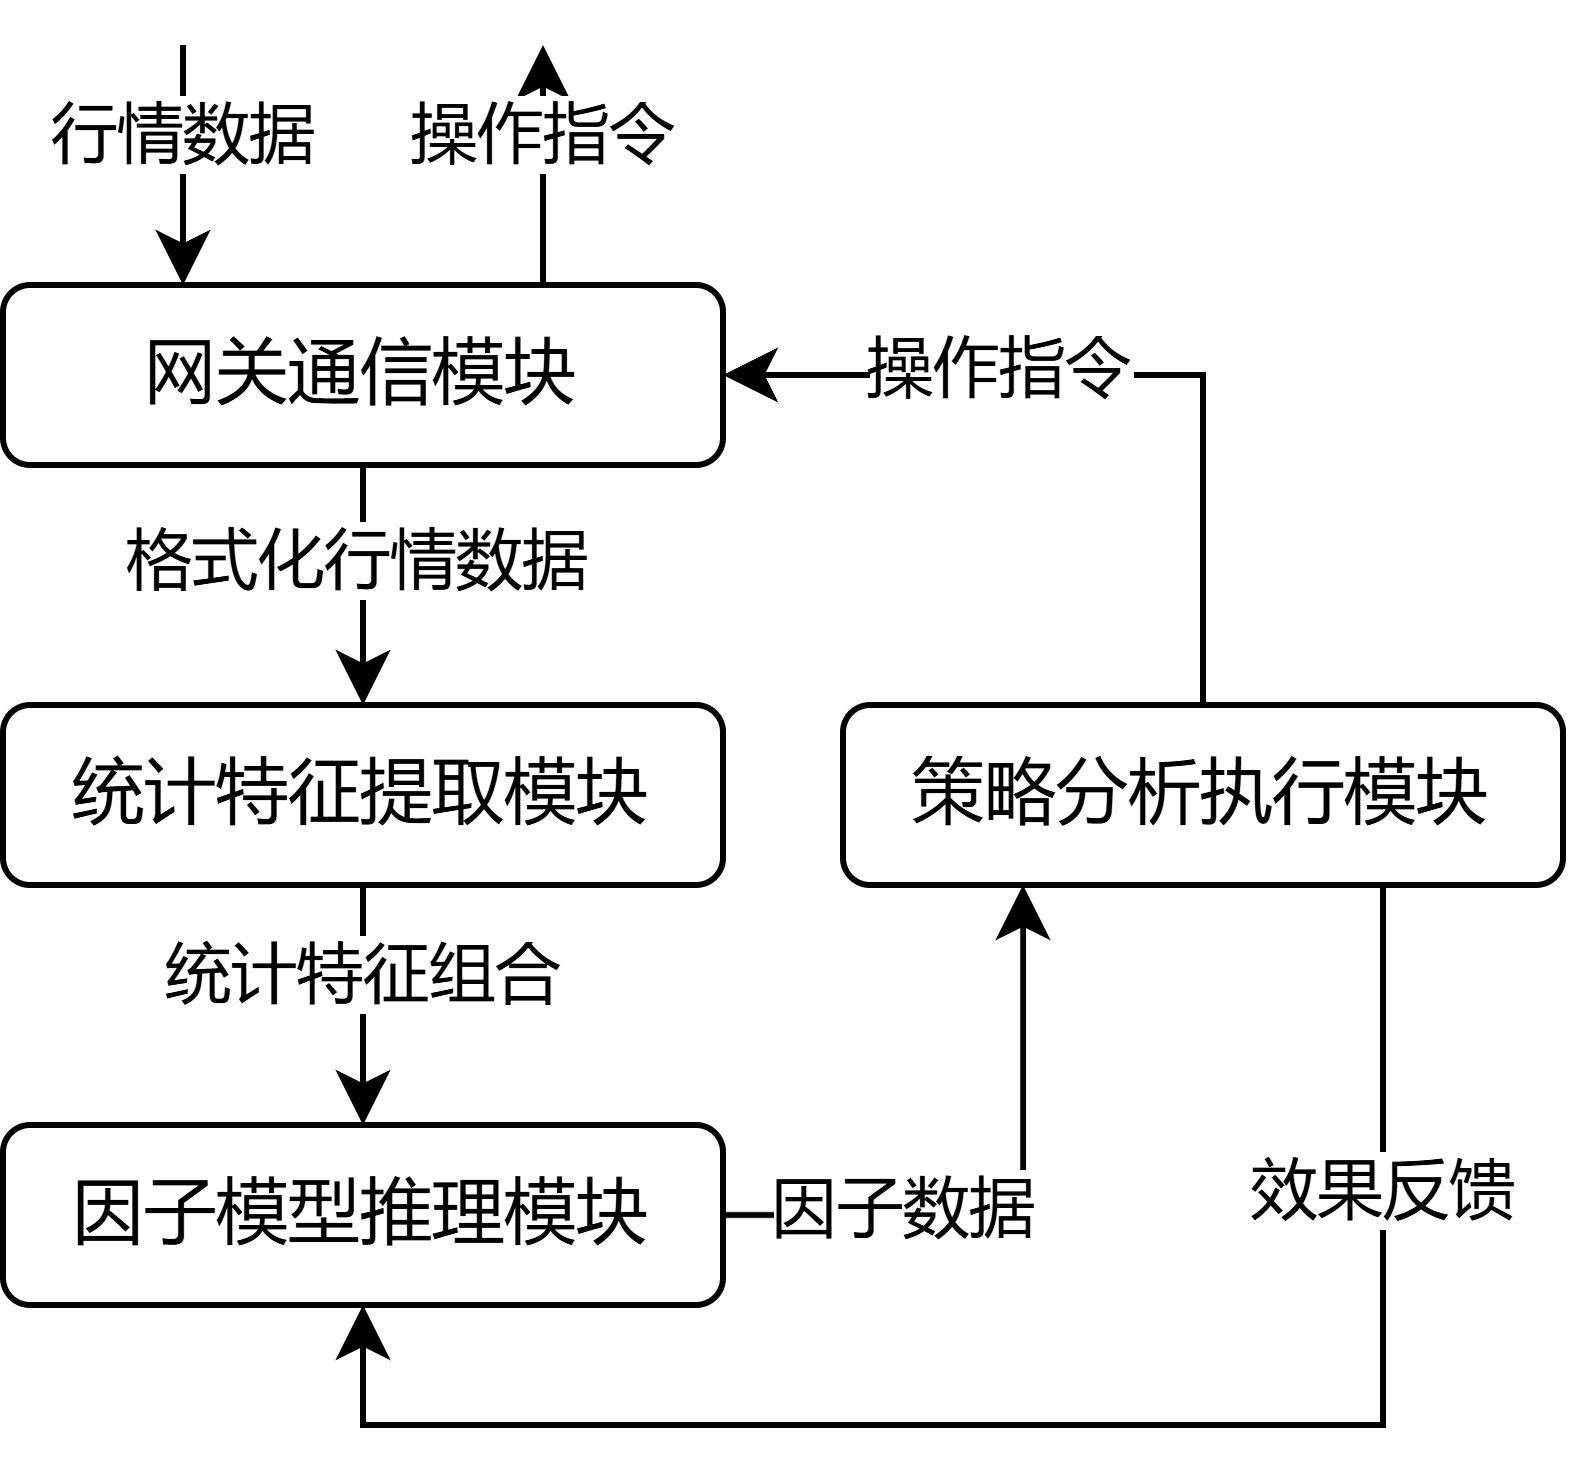 行情数据
操作指令
网关通信模块
操作指令
格式化行情数据
统计特征提取模块
策略分析执行模块
统计特征组合
因子模型推理模块
因子数据
效果反馈